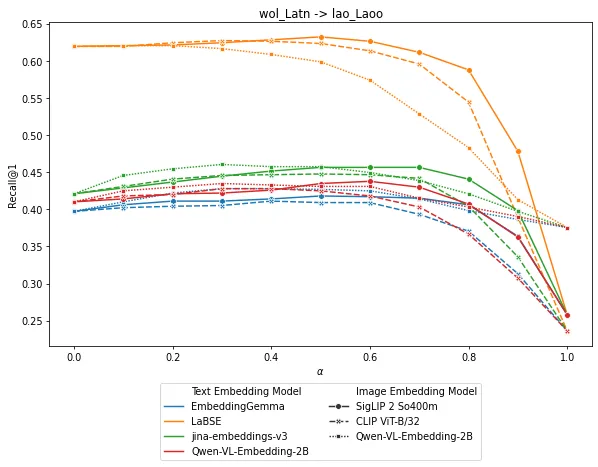 wol_Latn -> lao_Laoo
Recall@1
0.65
0.60
0.55
0.50
0.45
0.40
0.35
0.30
0.25
0.0 0.2 0.4 0.6 0.8 1.0
α
Text Embedding Model
EmbeddingGemma
LaBSE
jina-embeddings-v3
Qwen-VL-Embedding-2B
Image Embedding Model
SigLIP 2 So400m
CLIP ViT-B/32
Qwen-VL-Embedding-2B